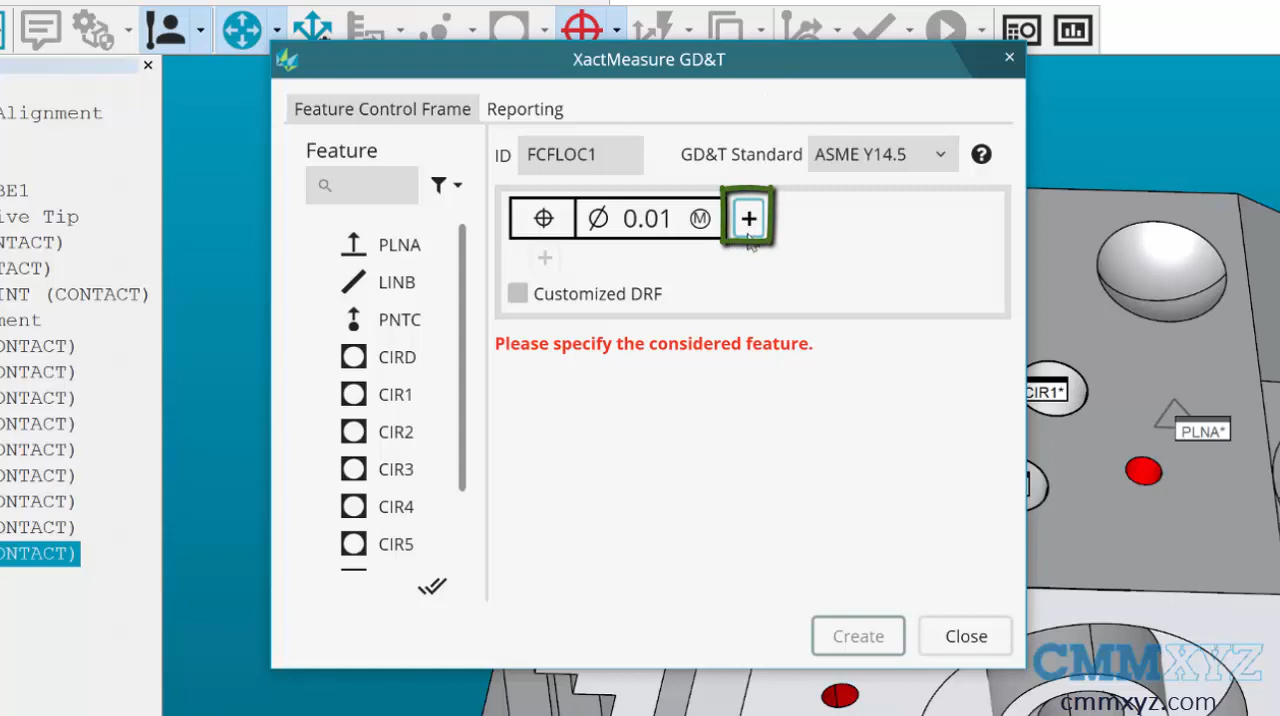 XactMeasure GD&T
Feature Control Frame
Reporting
Alignment
BE1
ive Tip
NTACT)
TACT)
INT (CONTACT)
ment
ONTACT)
ONTACT)
ONTACT)
ONTACT)
ONTACT)
ONTACT)
ONTACT)
ONTACT)
ONTACT)
Feature
PLNA
LINB
PNTC
CIRD
CIR1
CIR2
CIR3
CIR4
CIR5
ID FCFLOC1 GD&T Standard ASME Y14.5
⌖ ∅ 0.01 Ⓜ +
+
Customized DRF
Please specify the considered feature.
Create
Close
CIR1*
PLNA*
CMMXYZ
cmmxyz.com